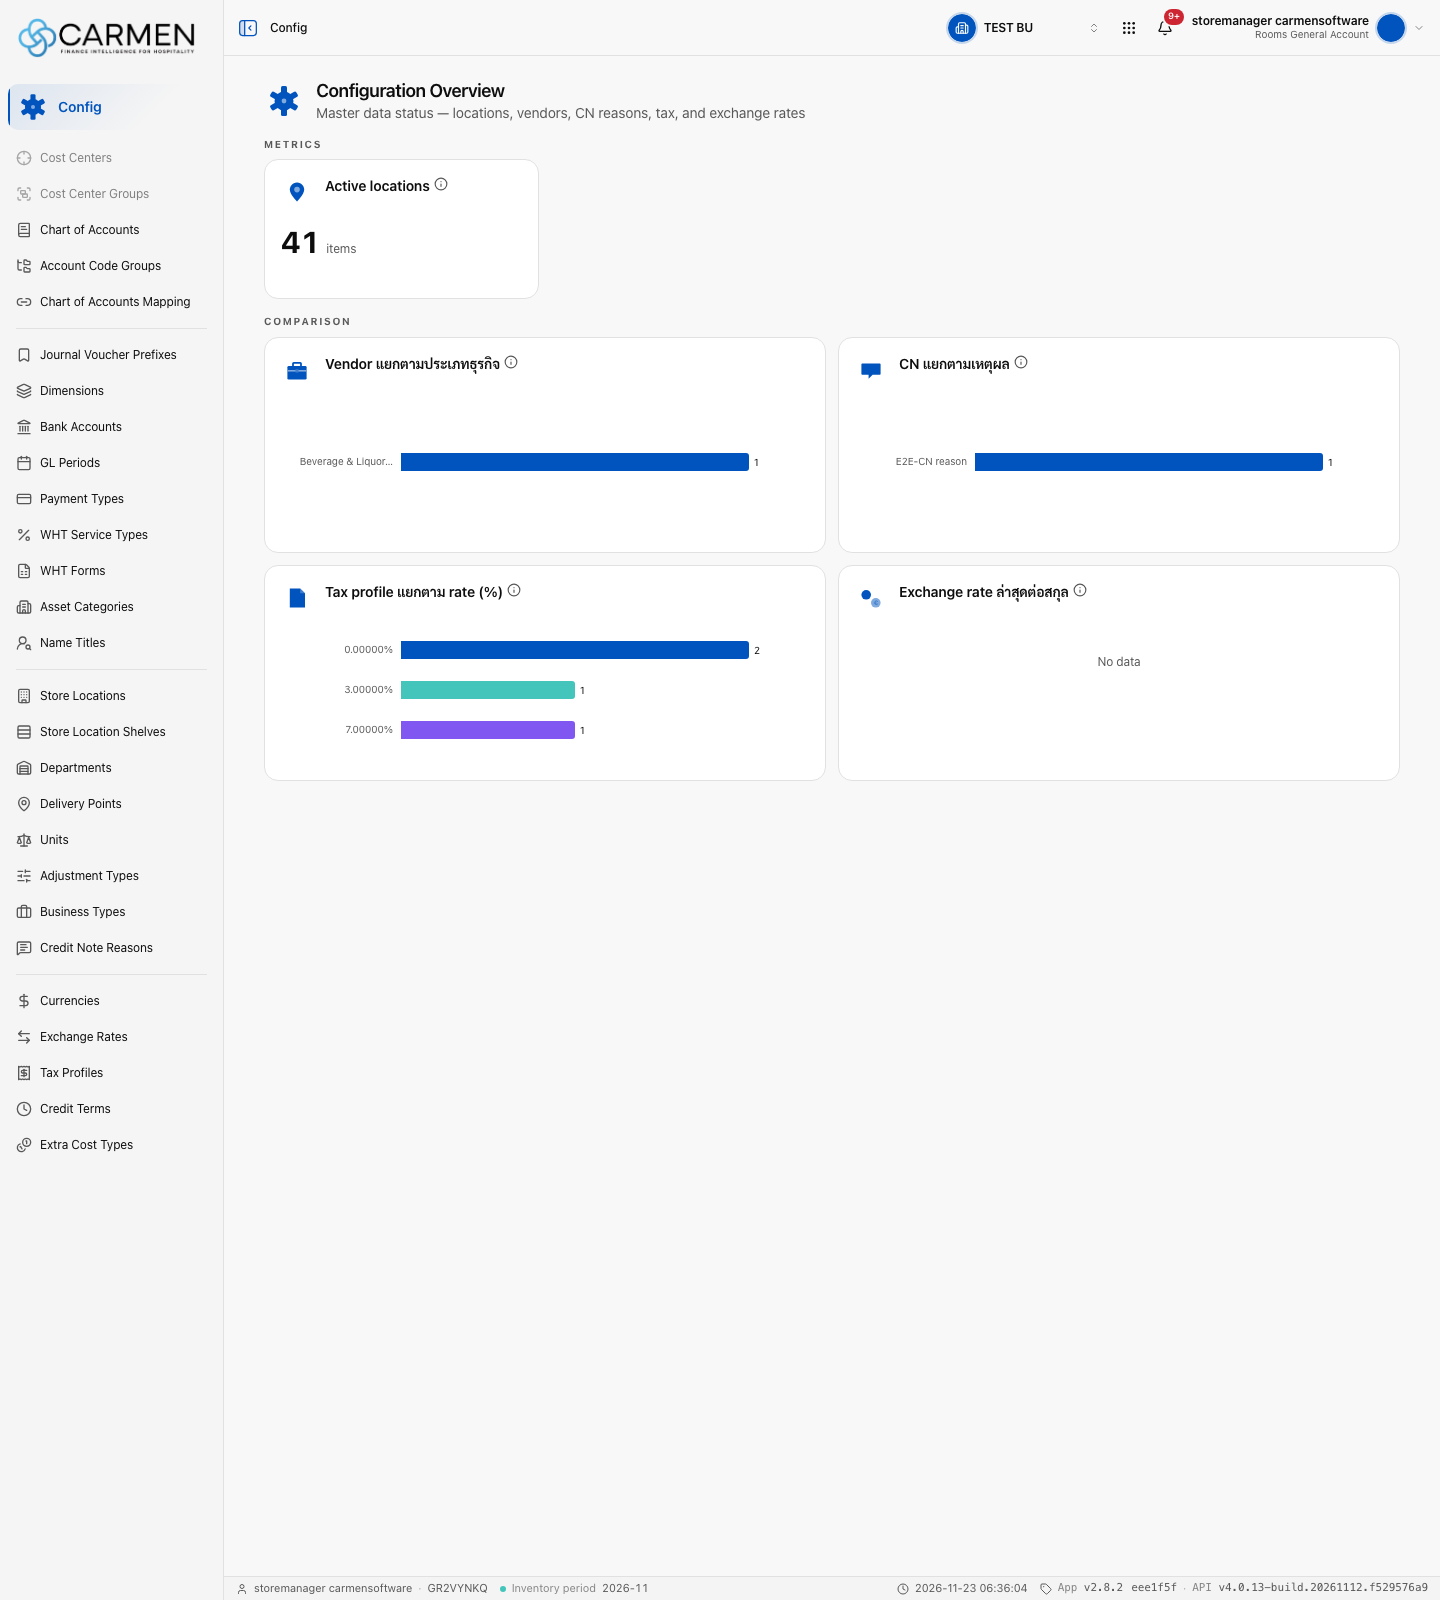 CARMEN
FINANCE INTELLIGENCE FOR HOSPITALITY
Config
Cost Centers
Cost Center Groups
Chart of Accounts
Account Code Groups
Chart of Accounts Mapping
Journal Voucher Prefixes
Dimensions
Bank Accounts
GL Periods
Payment Types
WHT Service Types
WHT Forms
Asset Categories
Name Titles
Store Locations
Store Location Shelves
Departments
Delivery Points
Units
Adjustment Types
Business Types
Credit Note Reasons
Currencies
Exchange Rates
Tax Profiles
Credit Terms
Extra Cost Types
Config
TEST BU
9+
storemanager carmensoftware
Rooms General Account
Configuration Overview
Master data status — locations, vendors, CN reasons, tax, and exchange rates
METRICS
Active locations
41 items
COMPARISON
Vendor แยกตามประเภทธุรกิจ
Beverage & Liquor... 1
CN แยกตามเหตุผล
E2E-CN reason 1
Tax profile แยกตาม rate (%)
0.00000% 2
3.00000% 1
7.00000% 1
Exchange rate ล่าสุดต่อสกุล
No data
storemanager carmensoftware · GR2VYNKQ Inventory period 2026-11
2026-11-23 06:36:04 App v2.8.2 eee1f5f · API v4.0.13-build.20261112.f529576a9